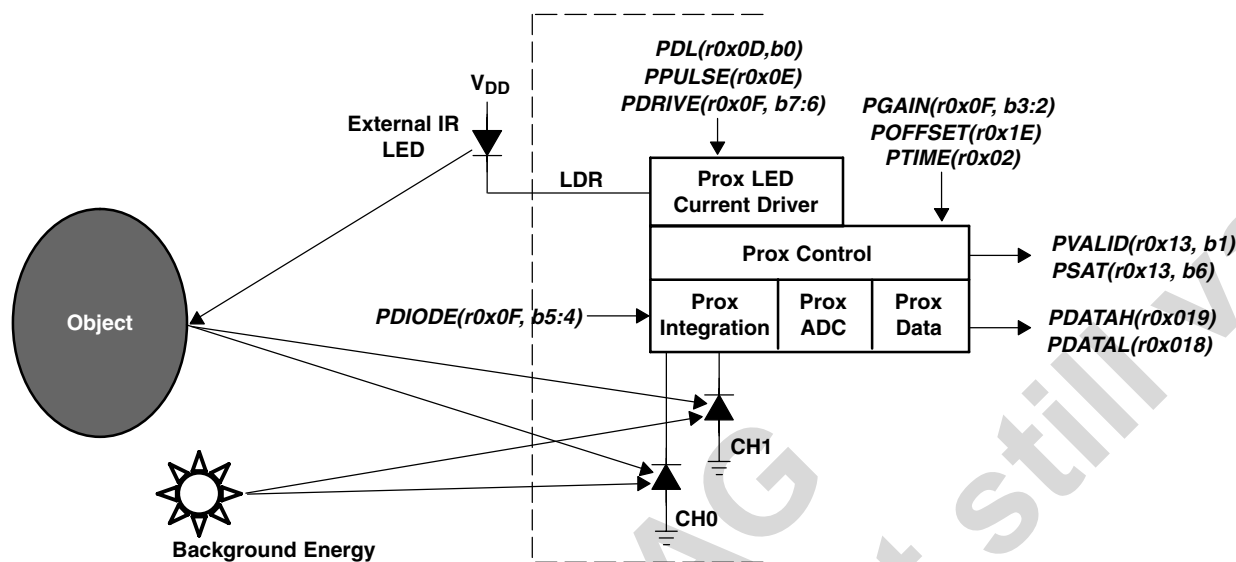 PDL(r0x0D,b0)
PPULSE(r0x0E)
PDRIVE(r0x0F, b7:6)
VDD
External IR
LED
PGAIN(r0x0F, b3:2)
POFFSET(r0x1E)
PTIME(r0x02)
LDR
Prox LED
Current Driver
Prox Control
PVALID(r0x13, b1)
PSAT(r0x13, b6)
Object
PDIODE(r0x0F, b5:4)
Prox
Integration
Prox
ADC
Prox
Data
PDATAH(r0x019)
PDATAL(r0x018)
CH1
CH0
Background Energy
AG
still